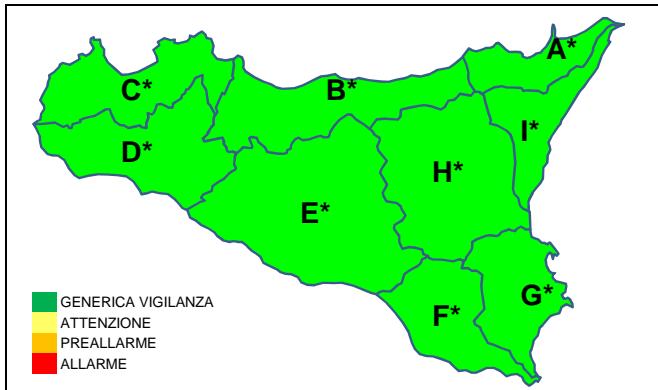 A*
B*
C*
I*
D*
H*
E*
G*
F*
GENERICA VIGILANZA
ATTENZIONE
PREALLARME
ALLARME